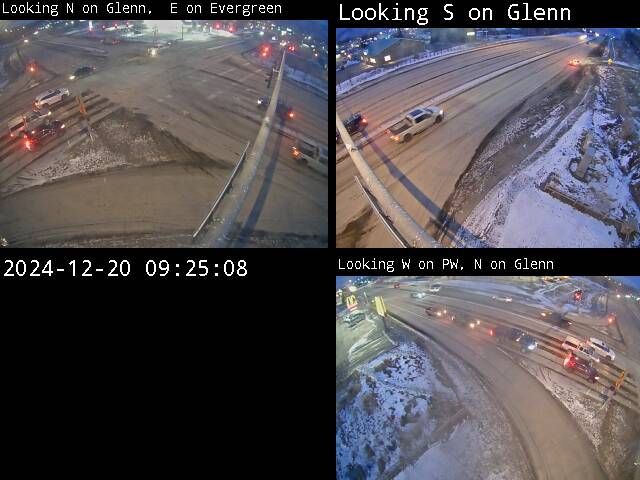 Looking N on Glenn,  E on Evergreen
Looking S on Glenn
2024-12-20 09:25:08
Looking W on PW, N on Glenn